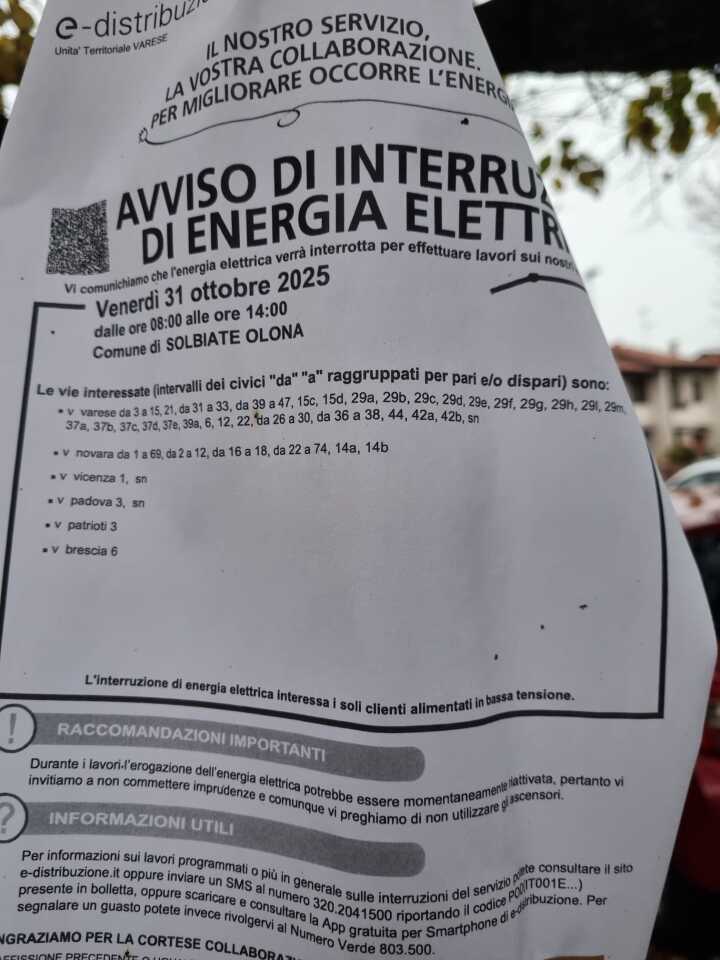 e-distribuzi
Unita' Territoriale VARESE
IL NOSTRO SERVIZIO,
LA VOSTRA COLLABORAZIONE.
PER MIGLIORARE OCCORRE L'ENERG
AVVISO DI INTERRUZ
DI ENERGIA ELETTR
Vi comunichiamo che l'energia elettrica verrà interrotta per effettuare lavori sui nostri
Venerdì 31 ottobre 2025
dalle ore 08:00 alle ore 14:00
Comune di SOLBIATE OLONA
Le vie interessate (intervalli dei civici "da" "a" raggruppati per pari e/o dispari) sono:
▪ v varese da 3 a 15, 21, da 31 a 33, da 39 a 47, 15c, 15d, 29a, 29b, 29c, 29d, 29e, 29f, 29g, 29h, 29l, 29m,
37a, 37b, 37c, 37d, 37e, 39a, 6, 12, 22, da 26 a 30, da 36 a 38, 44, 42a, 42b, sn
▪ v novara da 1 a 69, da 2 a 12, da 16 a 18, da 22 a 74, 14a, 14b
▪ v vicenza 1, sn
▪ v padova 3, sn
▪ v patrioti 3
▪ v brescia 6
L'interruzione di energia elettrica interessa i soli clienti alimentati in bassa tensione.
! RACCOMANDAZIONI IMPORTANTI
Durante i lavori l'erogazione dell'energia elettrica potrebbe essere momentaneamente riattivata, pertanto vi
invitiamo a non commettere imprudenze e comunque vi preghiamo di non utilizzare gli ascensori.
? INFORMAZIONI UTILI
Per informazioni sui lavori programmati o più in generale sulle interruzioni del servizio potete consultare il sito
e-distribuzione.it oppure inviare un SMS al numero 320.2041500 riportando il codice POD(IT001E...)
presente in bolletta, oppure scaricare e consultare la App gratuita per Smartphone di e-distribuzione. Per
segnalare un guasto potete invece rivolgervi al Numero Verde 803.500.
NGRAZIAMO PER LA CORTESE COLLABORAZ
AFFISSIONE PRECEDENTE O